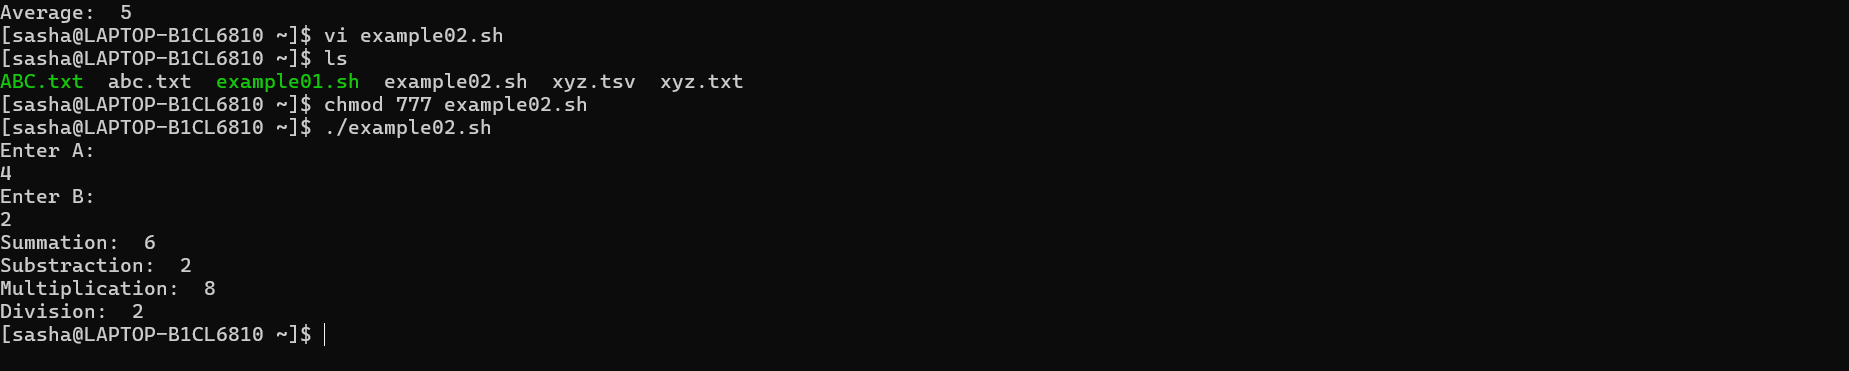 Average:  5
[sasha@LAPTOP-B1CL6810 ~]$ vi example02.sh
[sasha@LAPTOP-B1CL6810 ~]$ ls
ABC.txt  abc.txt  example01.sh  example02.sh  xyz.tsv  xyz.txt
[sasha@LAPTOP-B1CL6810 ~]$ chmod 777 example02.sh
[sasha@LAPTOP-B1CL6810 ~]$ ./example02.sh
Enter A:
4
Enter B:
2
Summation:  6
Substraction:  2
Multiplication:  8
Division:  2
[sasha@LAPTOP-B1CL6810 ~]$